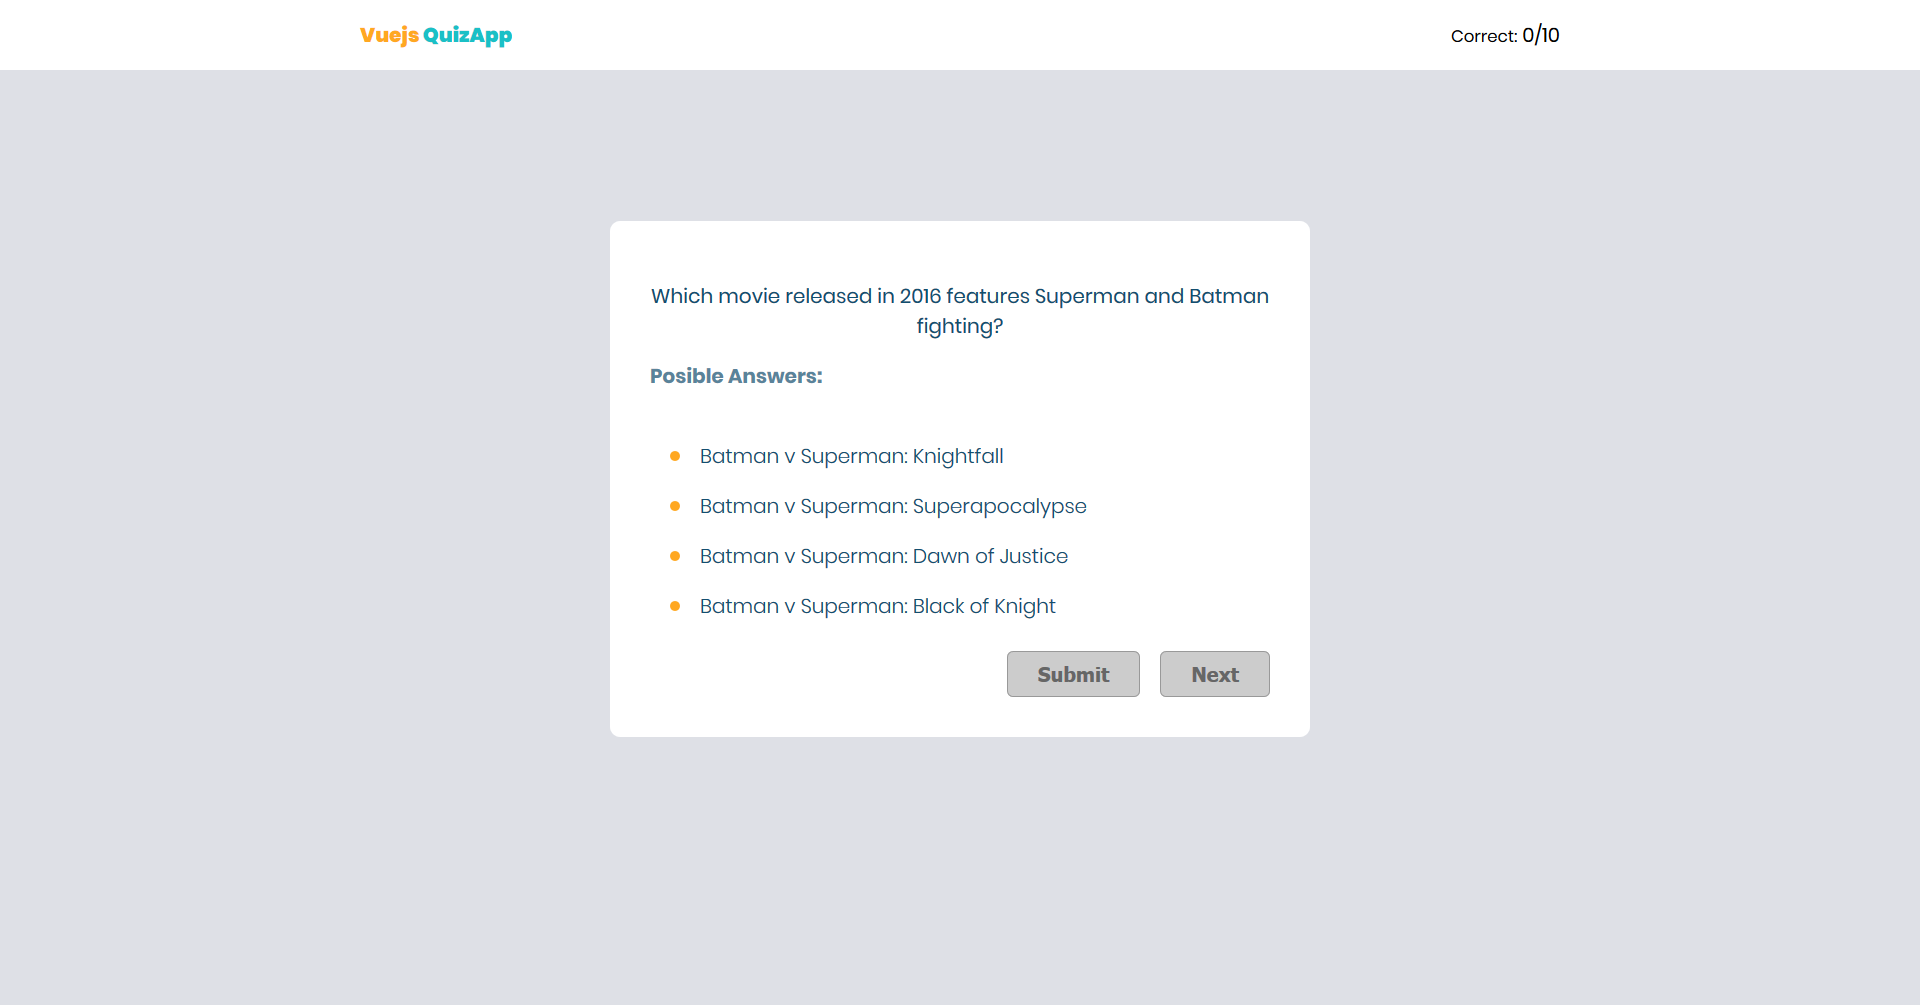 Vuejs QuizApp
Correct: 0/10
Which movie released in 2016 features Superman and Batman
fighting?
Posible Answers:
Batman v Superman: Knightfall
Batman v Superman: Superapocalypse
Batman v Superman: Dawn of Justice
Batman v Superman: Black of Knight
Submit
Next